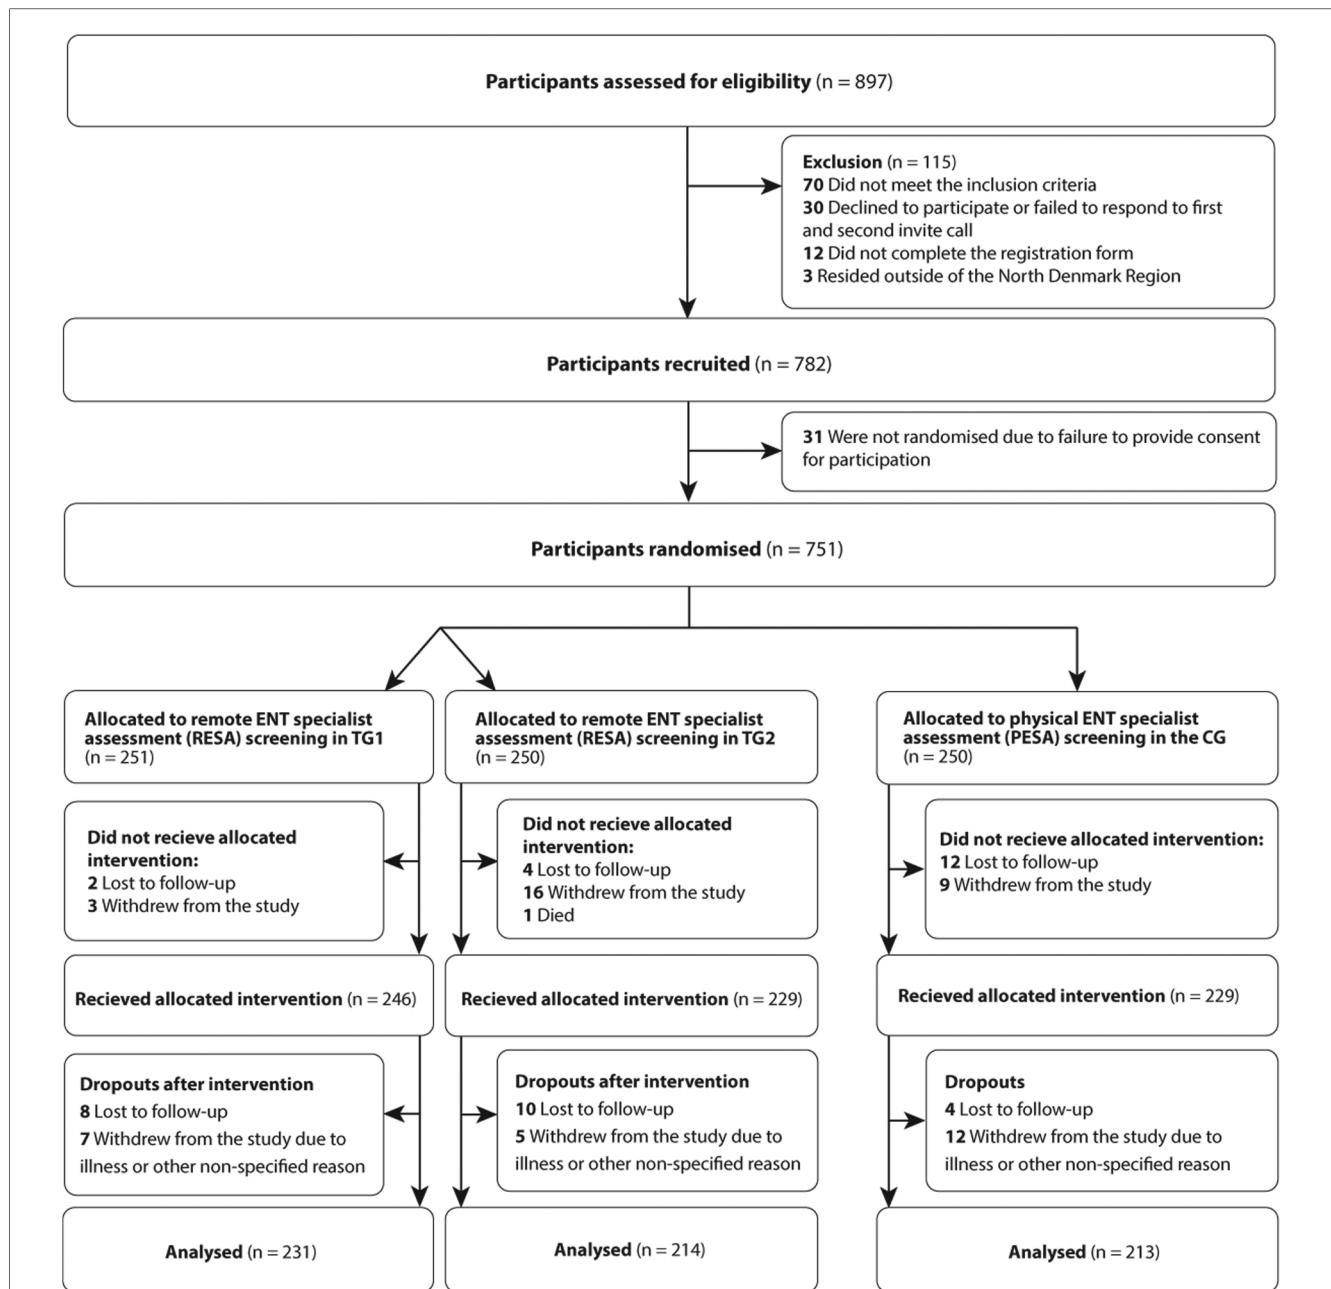 Participants assessed for eligibility (n = 897)
Exclusion (n = 115)
70 Did not meet the inclusion criteria
30 Declined to participate or failed to respond to first
and second invite call
12 Did not complete the registration form
3 Resided outside of the North Denmark Region
Participants recruited (n = 782)
31 Were not randomised due to failure to provide consent
for participation
Participants randomised (n = 751)
Allocated to remote ENT specialist
assessment (RESA) screening in TG1
(n = 251)
Allocated to remote ENT specialist
assessment (RESA) screening in TG2
(n = 250)
Allocated to physical ENT specialist
assessment (PESA) screening in the CG
(n = 250)
Did not recieve allocated
intervention:
2 Lost to follow-up
3 Withdrew from the study
Did not recieve allocated
intervention:
4 Lost to follow-up
16 Withdrew from the study
1 Died
Did not recieve allocated intervention:
12 Lost to follow-up
9 Withdrew from the study
Recieved allocated intervention (n = 246)
Recieved allocated intervention (n = 229)
Recieved allocated intervention (n = 229)
Dropouts after intervention
8 Lost to follow-up
7 Withdrew from the study due to
illness or other non-specified reason
Dropouts after intervention
10 Lost to follow-up
5 Withdrew from the study due to
illness or other non-specified reason
Dropouts
4 Lost to follow-up
12 Withdrew from the study due to
illness or other non-specified reason
Analysed (n = 231)
Analysed (n = 214)
Analysed (n = 213)